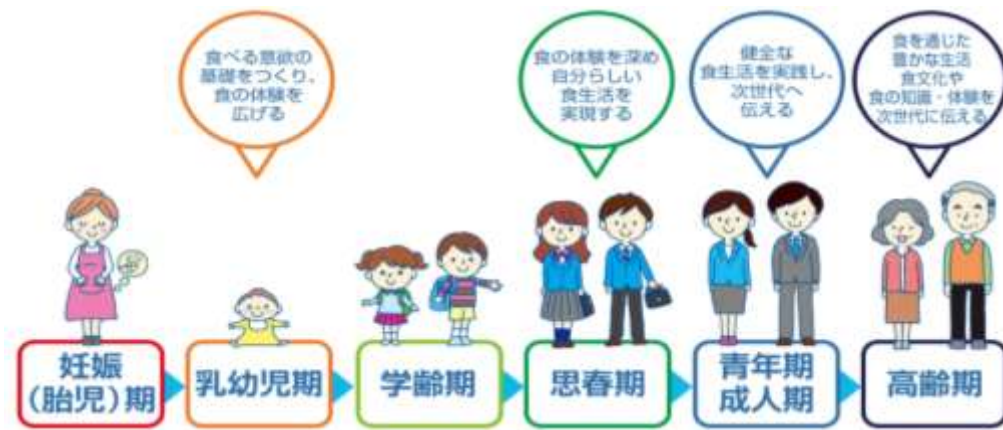 食べる意欲の
基礎をつくり、
食の体験を
広げる
食の体験を深め
自分らしい
食生活を
実現する
健全な
食生活を実践し、
次世代へ
伝える
食を通じた
豊かな生活
食文化や
食の知識・体験を
次世代に伝える
妊娠
(胎児)期
乳幼児期
学齢期
思春期
青年期
成人期
高齢期